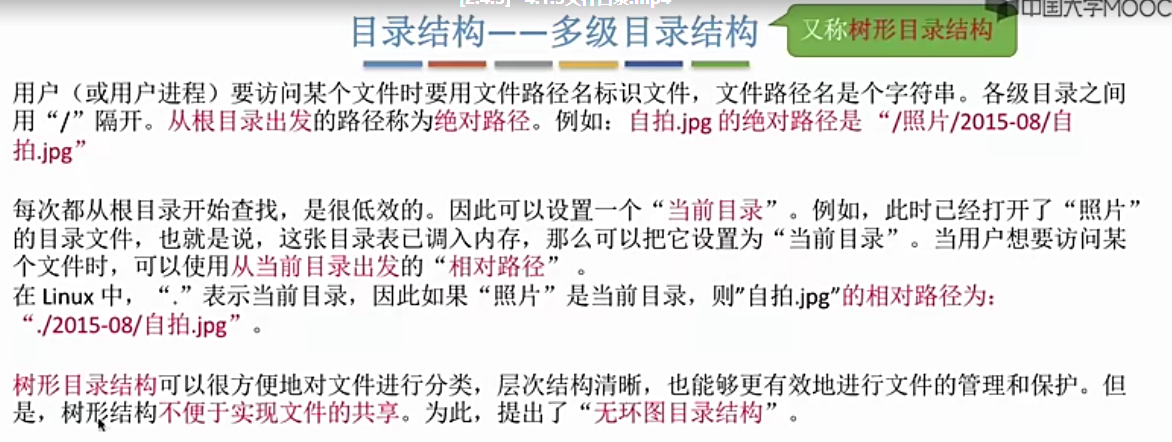 [2.4.3] 4.1.3文件目录.mp4
中国大学MOOC
目录结构——多级目录结构
又称树形目录结构
用户（或用户进程）要访问某个文件时要用文件路径名标识文件，文件路径名是个字符串。各级目录之间
用“/”隔开。从根目录出发的路径称为绝对路径。例如：自拍.jpg 的绝对路径是 “/照片/2015-08/自
拍.jpg”
每次都从根目录开始查找，是很低效的。因此可以设置一个“当前目录”。例如，此时已经打开了“照片”
的目录文件，也就是说，这张目录表已调入内存，那么可以把它设置为“当前目录”。当用户想要访问某
个文件时，可以使用从当前目录出发的“相对路径” 。
在 Linux 中，“.”表示当前目录，因此如果“照片”是当前目录，则”自拍.jpg”的相对路径为：
“./2015-08/自拍.jpg”。
树形目录结构可以很方便地对文件进行分类，层次结构清晰，也能够更有效地进行文件的管理和保护。但
是，树形结构不便于实现文件的共享。为此，提出了“无环图目录结构”。